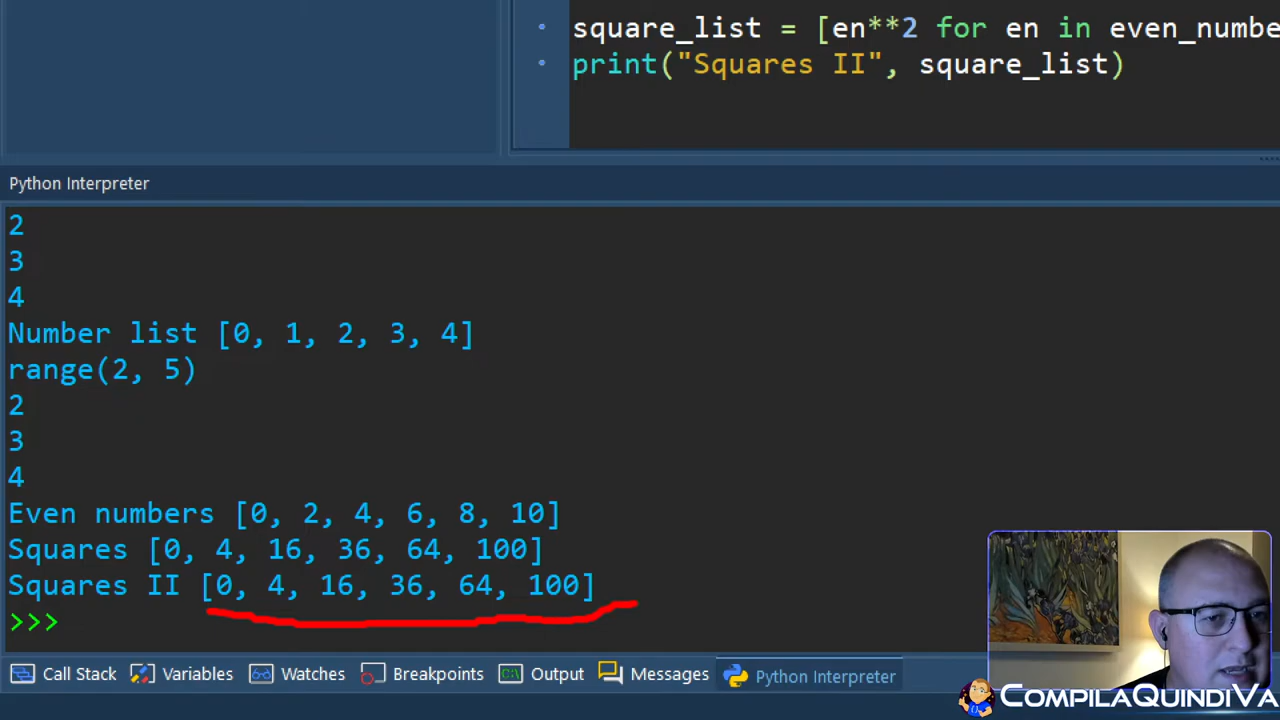 square_list = [en**2 for en in even_numbe
print("Squares II", square_list)
Python Interpreter
2
3
4
Number list [0, 1, 2, 3, 4]
range(2, 5)
2
3
4
Even numbers [0, 2, 4, 6, 8, 10]
Squares [0, 4, 16, 36, 64, 100]
Squares II [0, 4, 16, 36, 64, 100]
>>>
Call Stack Variables Watches Breakpoints Output Messages Python Interpreter
COMPILAQUINDIVA